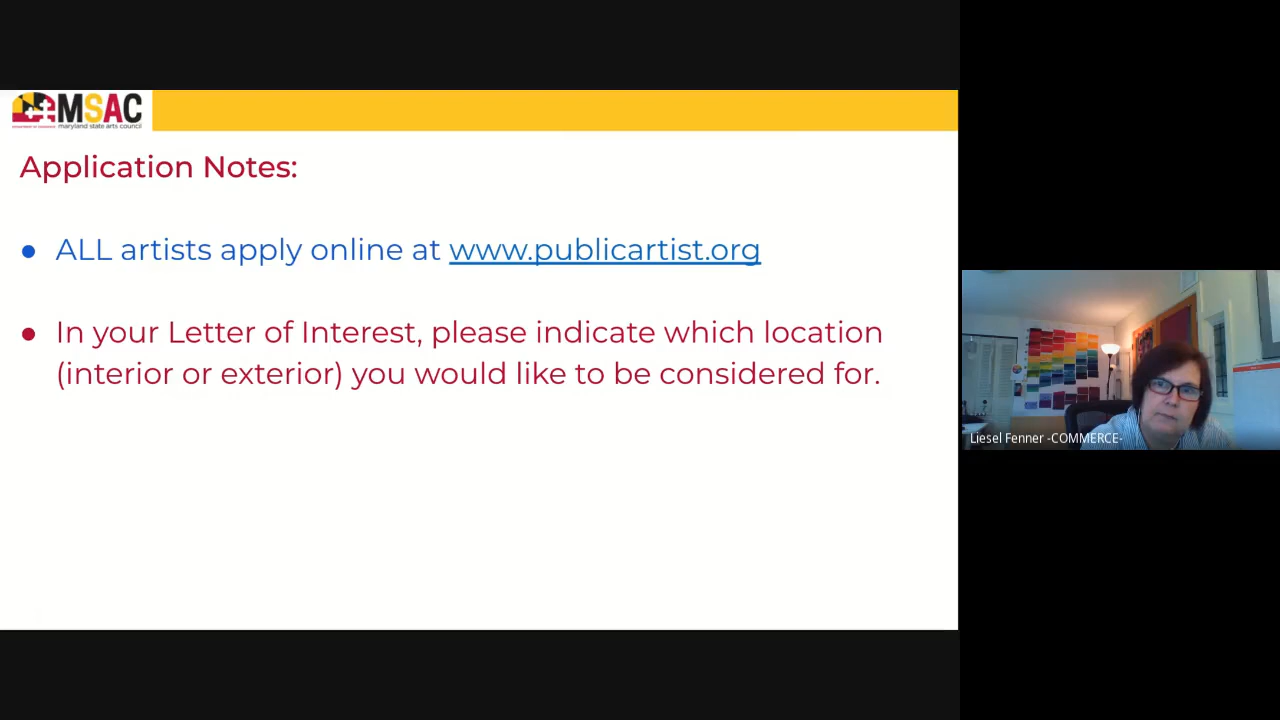 MSAC
maryland state arts council
Application Notes:
● ALL artists apply online at www.publicartist.org
● In your Letter of Interest, please indicate which location
(interior or exterior) you would like to be considered for.
Liesel Fenner -COMMERCE-